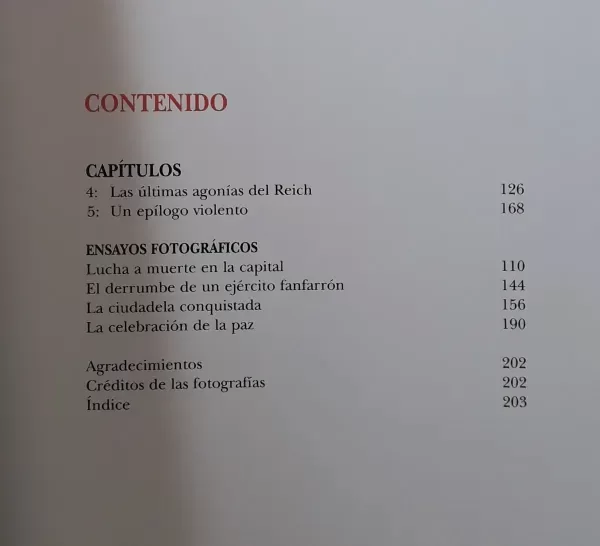 CONTENIDO
CAPÍTULOS
4: Las últimas agonías del Reich 126
5: Un epílogo violento 168
ENSAYOS FOTOGRÁFICOS
Lucha a muerte en la capital 110
El derrumbe de un ejército fanfarrón 144
La ciudadela conquistada 156
La celebración de la paz 190
Agradecimientos 202
Créditos de las fotografías 202
Índice 203